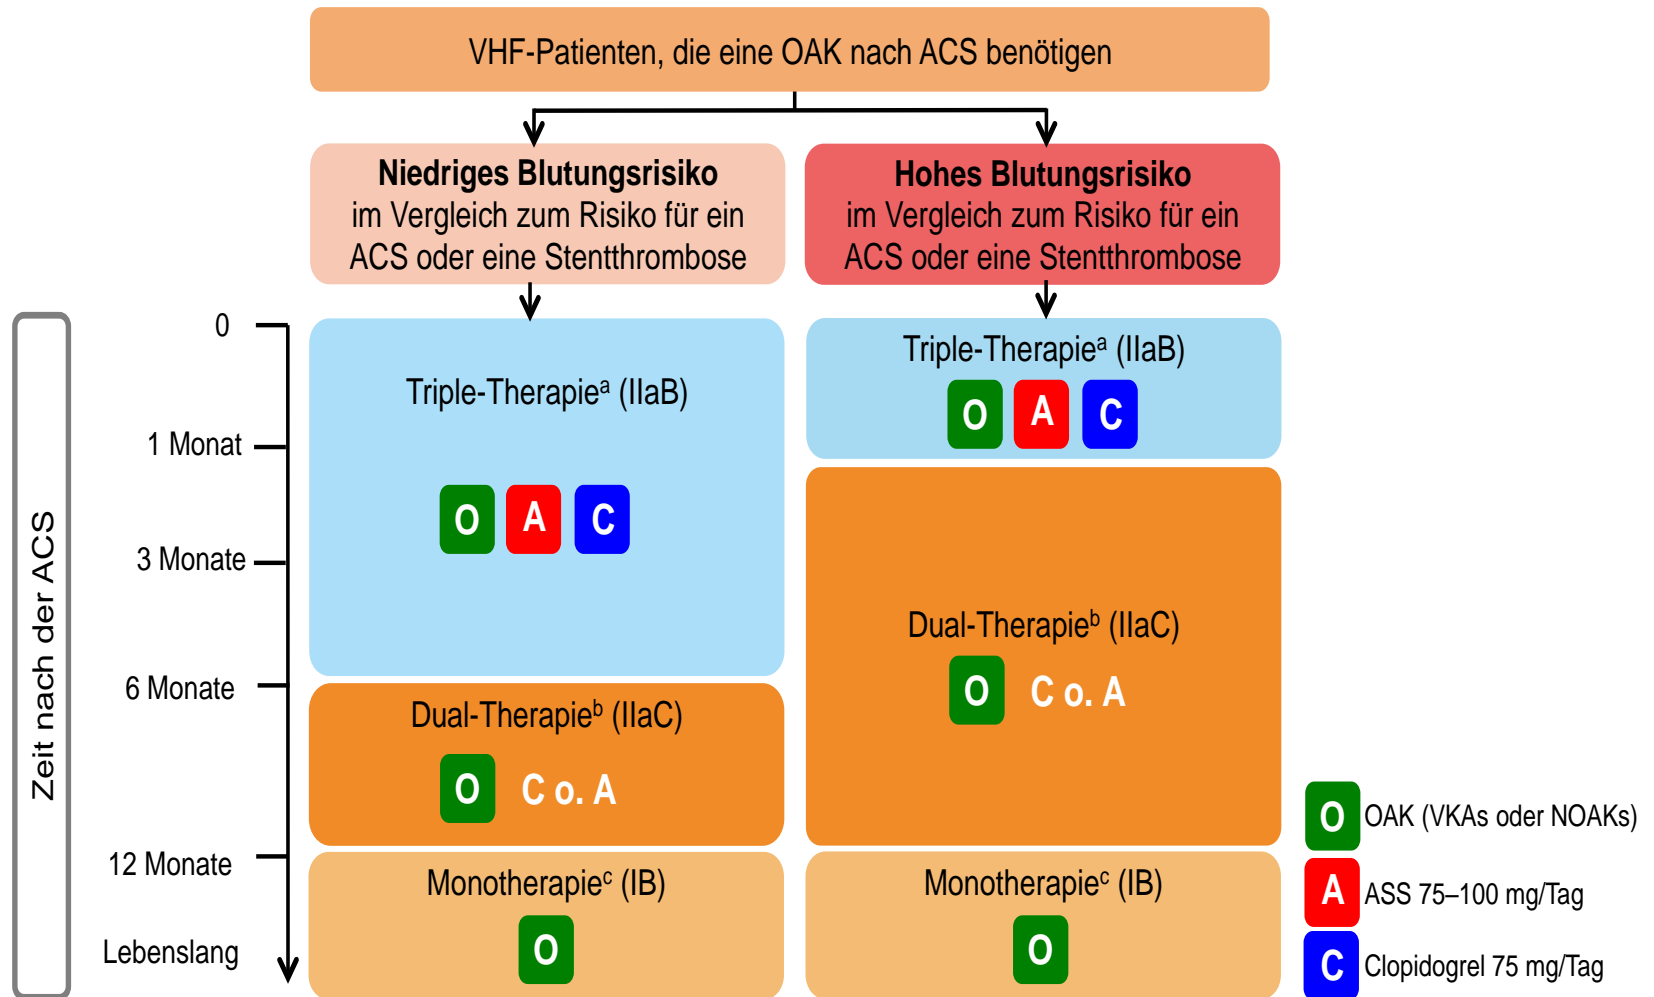 VHF-Patienten, die eine OAK nach ACS benötigen
Niedriges Blutungsrisiko
im Vergleich zum Risiko für ein
ACS oder eine Stentthrombose
Hohes Blutungsrisiko
im Vergleich zum Risiko für ein
ACS oder eine Stentthrombose
Zeit nach der ACS
0
1 Monat
3 Monate
6 Monate
12 Monate
Lebenslang
Triple-Therapieᵃ (IIaB)
O A C
Dual-Therapieᵇ (IIaC)
O C o. A
Monotherapieᶜ (IB)
O
Triple-Therapieᵃ (IIaB)
O A C
Dual-Therapieᵇ (IIaC)
O C o. A
Monotherapieᶜ (IB)
O
O OAK (VKAs oder NOAKs)
A ASS 75–100 mg/Tag
C Clopidogrel 75 mg/Tag